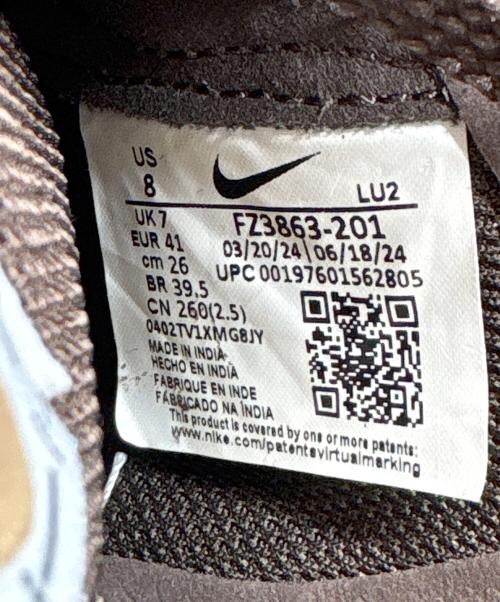 US
8
LU2
UK 7
FZ3863-201
EUR 41
03/20/24|06/18/24
cm 26
UPC 00197601562805
BR 39.5
CN 260(2.5)
0402TV1XMG8JY
MADE IN INDIA
HECHO EN INDIA
FABRIQUE EN INDE
FABRICADO NA ÍNDIA
This product is covered by one or more patents:
www.nike.com/patentsvirtualmarking